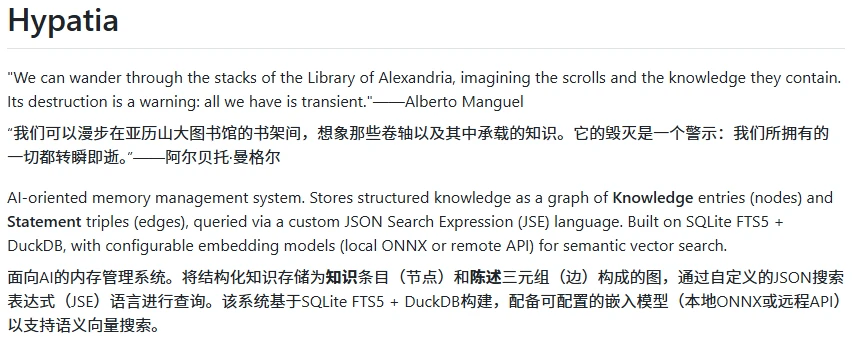 Hypatia
"We can wander through the stacks of the Library of Alexandria, imagining the scrolls and the knowledge they contain.
Its destruction is a warning: all we have is transient."——Alberto Manguel
“我们可以漫步在亚历山大图书馆的书架间，想象那些卷轴以及其中承载的知识。它的毁灭是一个警示：我们所拥有的
一切都转瞬即逝。”——阿尔贝托·曼格尔
AI-oriented memory management system. Stores structured knowledge as a graph of Knowledge entries (nodes) and
Statement triples (edges), queried via a custom JSON Search Expression (JSE) language. Built on SQLite FTS5 +
DuckDB, with configurable embedding models (local ONNX or remote API) for semantic vector search.
面向AI的内存管理系统。将结构化知识存储为知识条目（节点）和陈述三元组（边）构成的图，通过自定义的JSON搜索
表达式（JSE）语言进行查询。该系统基于SQLite FTS5 + DuckDB构建，配备可配置的嵌入模型（本地ONNX或远程API）
以支持语义向量搜索。